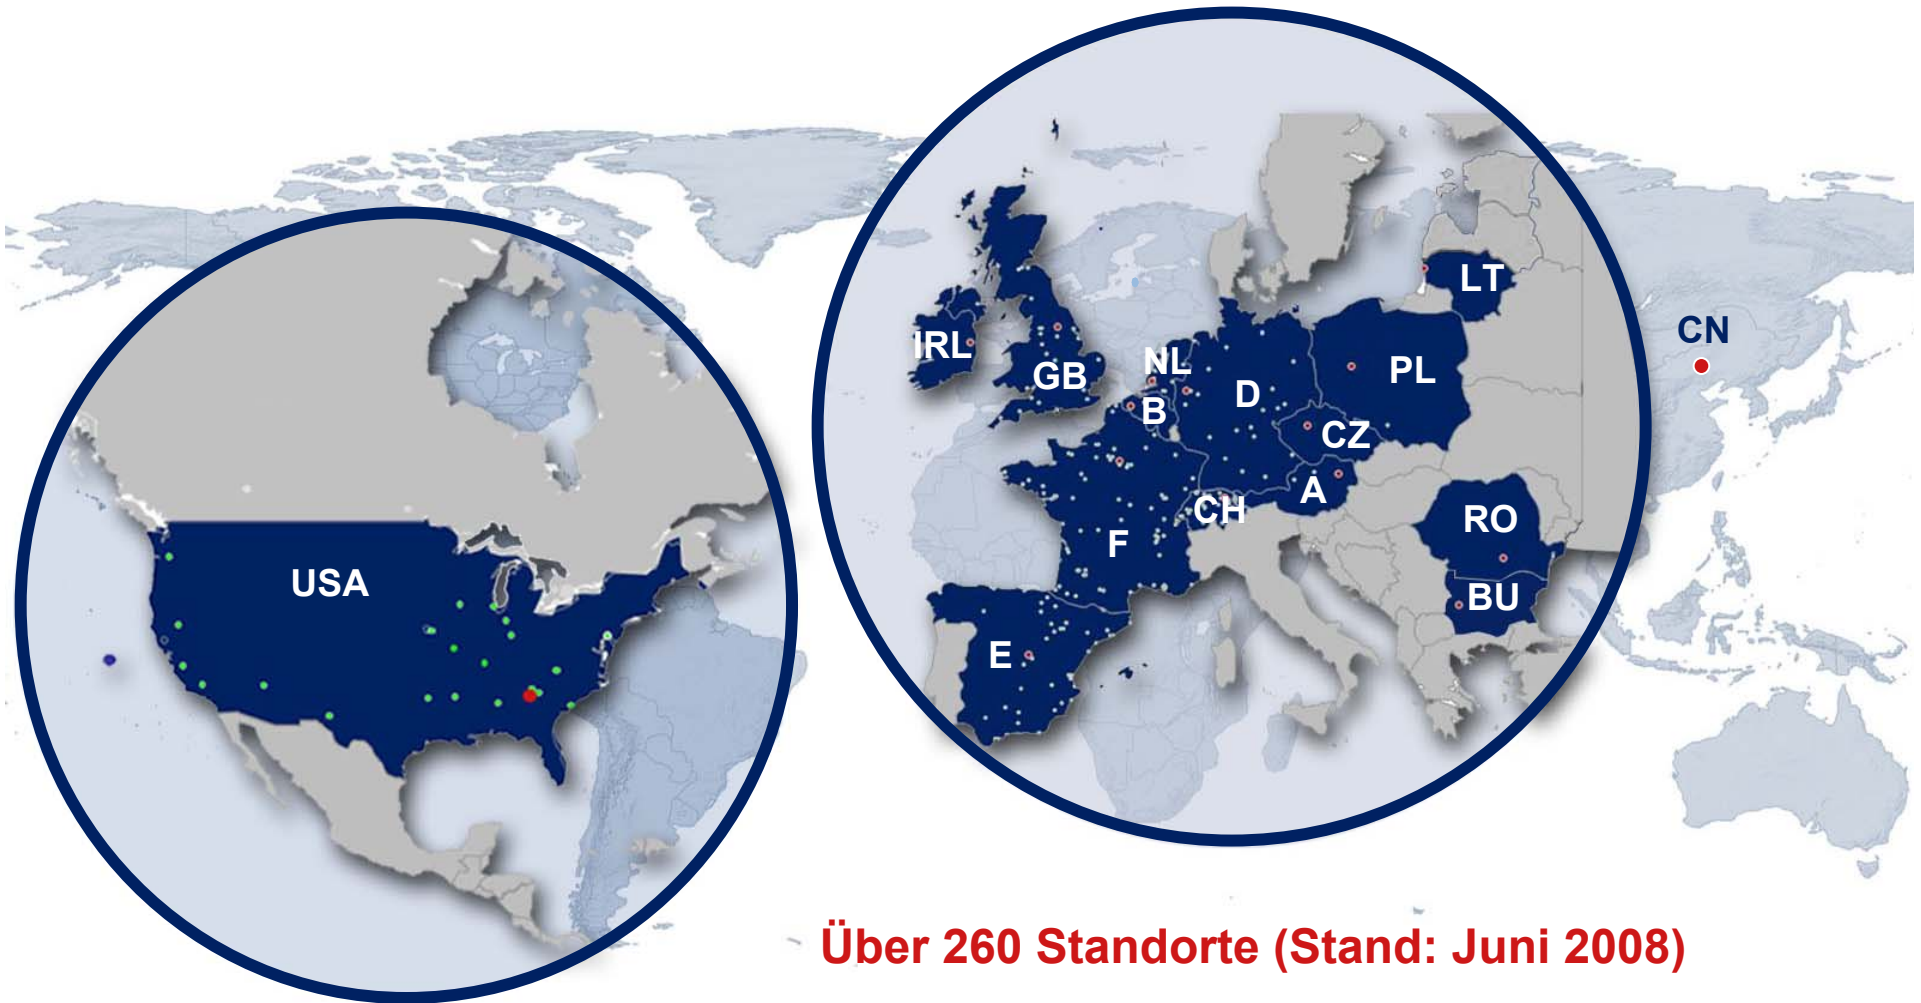 USA
IRL
GB
NL
B
D
PL
LT
CZ
A
CH
F
E
RO
BU
CN
Über 260 Standorte (Stand: Juni 2008)